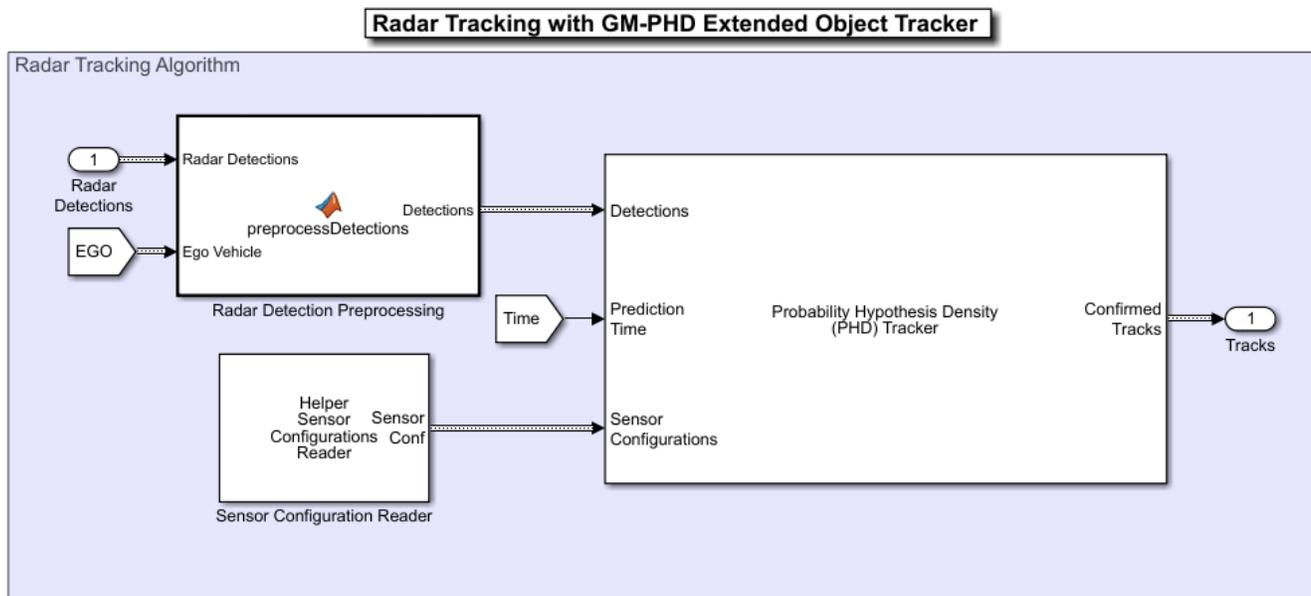 Radar Tracking with GM-PHD Extended Object Tracker
Radar Tracking Algorithm
1
Radar
Detections
EGO
Radar Detections
Ego Vehicle
preprocessDetections
Detections
Radar Detection Preprocessing
Time
Helper
Sensor
Configurations
Reader
Sensor
Conf
Sensor Configuration Reader
Detections
Prediction
Time
Sensor
Configurations
Probability Hypothesis Density
(PHD) Tracker
Confirmed
Tracks
1
Tracks